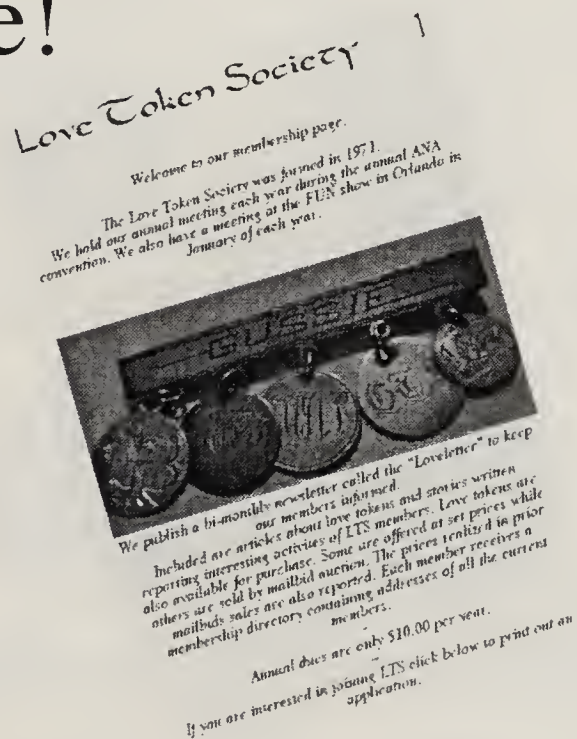 e!
1
Love Token Society
Welcome to our membership page.
The Love Token Society was formed in 1971.
We hold our annual meeting each year during the annual ANA
convention. We also have a meeting at the FUN show in Orlando in
January of each year.
GUSSIE
We publish a bi-monthly newsletter called the "Loveletter" to keep
our members informed.
Included are articles about love tokens and stories written
reporting interesting activities of LTS members. Love tokens are
also available for purchase. Some are offered at set prices while
others are sold by mailbid auction. The prices realized in prior
mailbids sales are also reported. Each member receives a
membership directory containing addresses of all the current
members.
Annual dues are only $10.00 per year.
If you are interested in joining LTS click below to print out an
application.